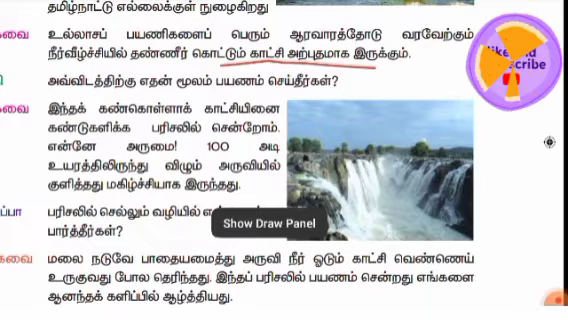 தமிழ்நாட்டு எல்லைக்குள் நுழைகிறது
கவை உல்லாசப் பயணிகளைப் பெரும் ஆரவாரத்தோடு வரவேற்கும்
நீர்வீழ்ச்சியில் தண்ணீர் கொட்டும் காட்சி அற்புதமாக இருக்கும்.
அவ்விடத்திற்கு எதன் மூலம் பயணம் செய்தீர்கள்?
கவை இந்தக் கண்கொள்ளாக் காட்சியினை
கண்டுகளிக்க பரிசலில் சென்றோம்.
என்னே அருமை! 100 அடி
உயரத்திலிருந்து விழும் அருவியில்
குளித்தது மகிழ்ச்சியாக இருந்தது.
ப்பா பரிசலில் செல்லும் வழியில்
பார்த்தீர்கள்?
கவை மலை நடுவே பாதையமைத்து அருவி நீர் ஓடும் காட்சி வெண்ணெய்
உருகுவது போல தெரிந்தது. இந்தப் பரிசலில் பயணம் சென்றது எங்களை
ஆனந்தக் களிப்பில் ஆழ்த்தியது.
Show Draw Panel